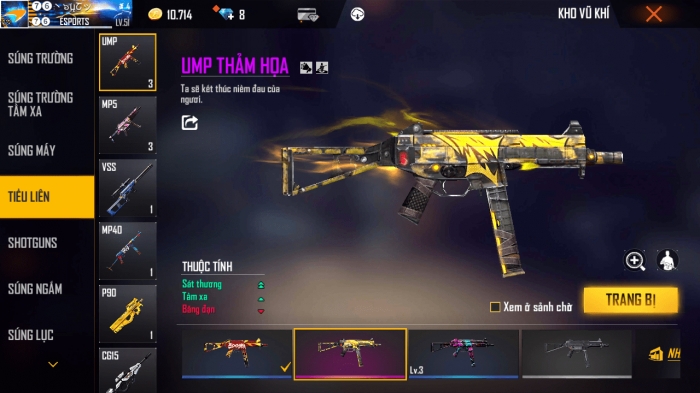 ESPORTS
LV.51
10.714
8
KHO VŨ KHÍ
SÚNG TRƯỜNG
SÚNG TRƯỜNG
TẦM XA
SÚNG MÁY
TIỂU LIÊN
SHOTGUNS
SÚNG NGẮM
SÚNG LỤC
UMP
3
MP5
3
VSS
1
MP40
1
P90
1
CG15
UMP THẢM HỌA
Ta sẽ kết thúc niềm đau của
ngươi.
THUỘC TÍNH
Sát thương
Tầm xa
Băng đạn
Xem ở sảnh chờ
TRANG BỊ
Lv.3
NH